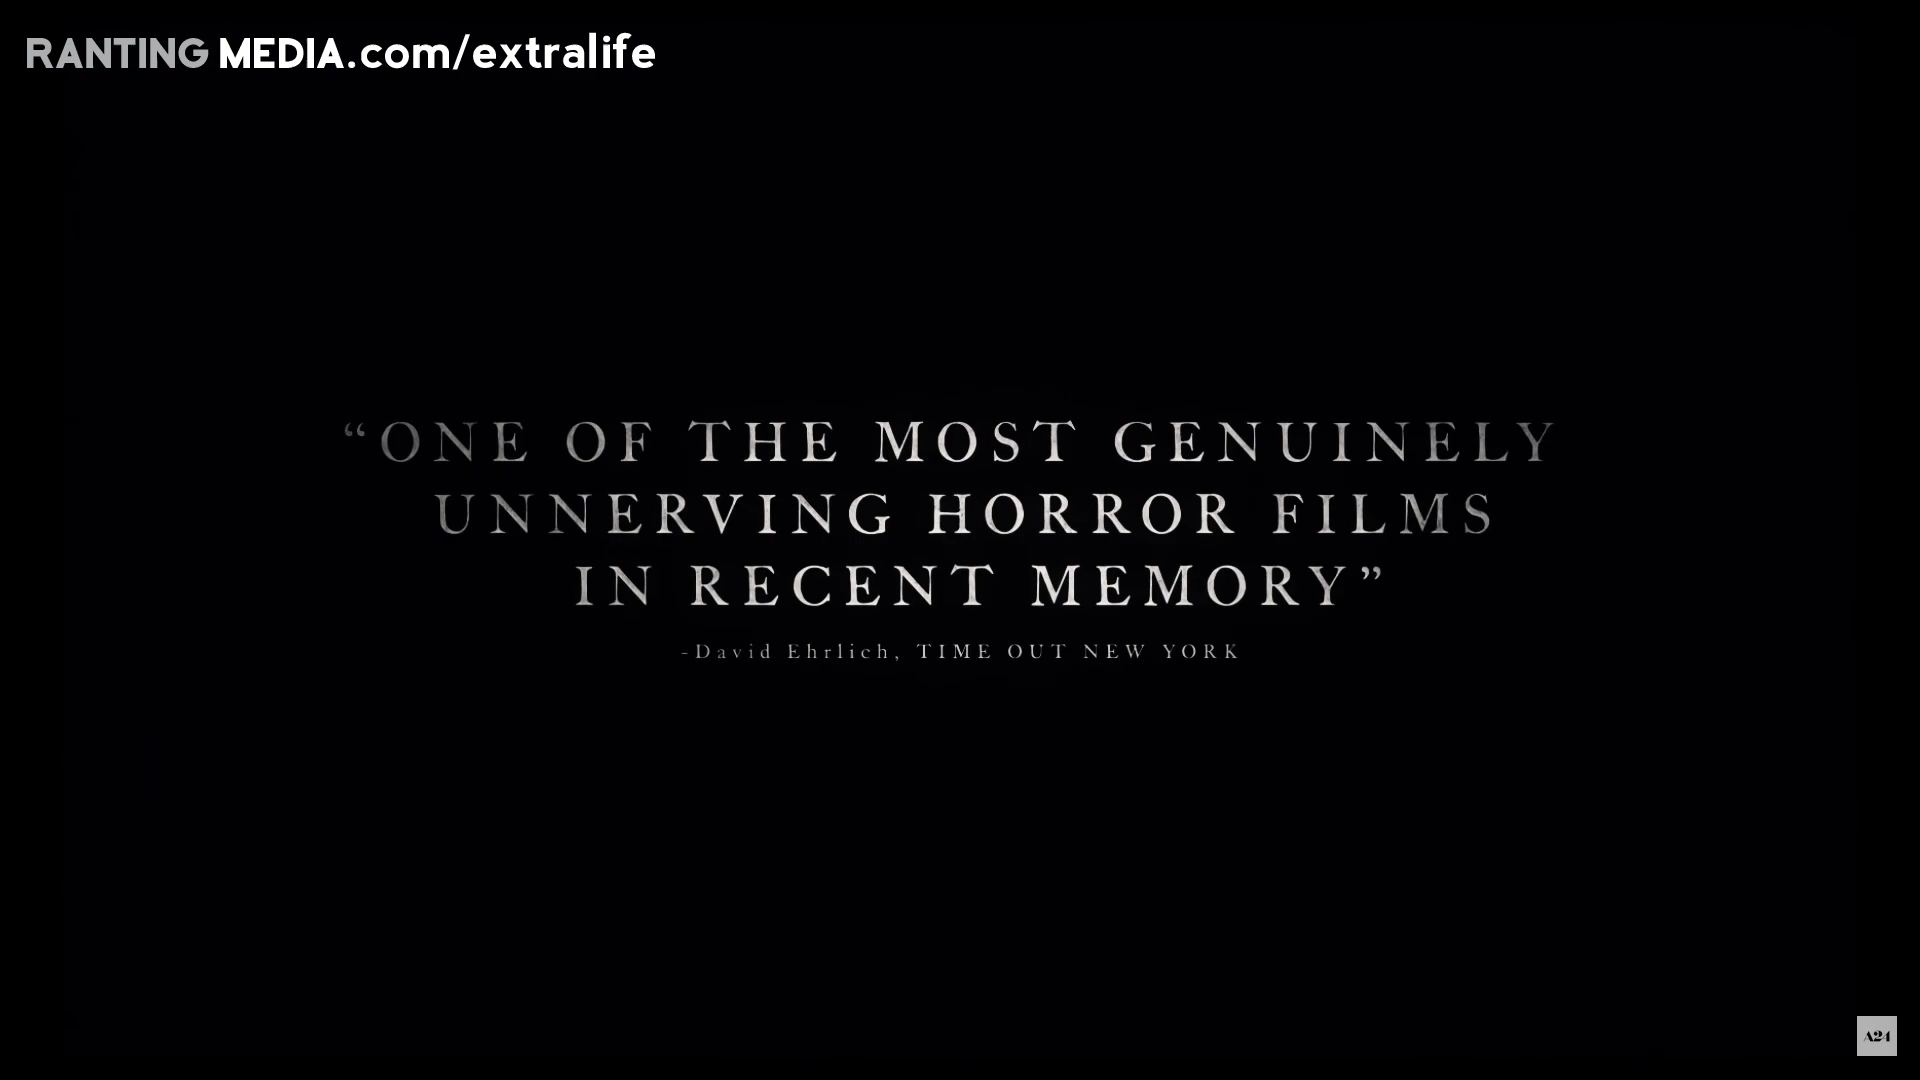 RANTING MEDIA.com/extralife
“ONE OF THE MOST GENUINELY
UNNERVING HORROR FILMS
IN RECENT MEMORY”
-David Ehrlich, TIME OUT NEW YORK
A24